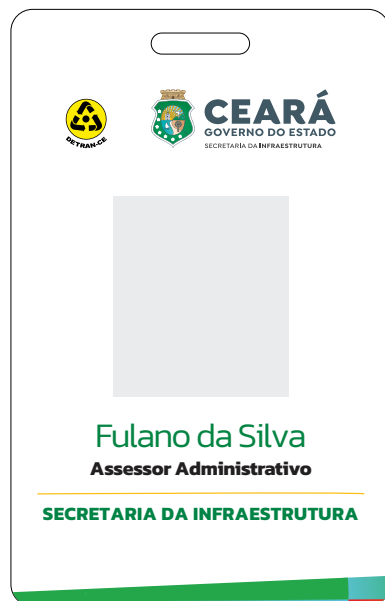 DETRAN-CE
CEARÁ
GOVERNO DO ESTADO
SECRETARIA DA INFRAESTRUTURA
Fulano da Silva
Assessor Administrativo
SECRETARIA DA INFRAESTRUTURA